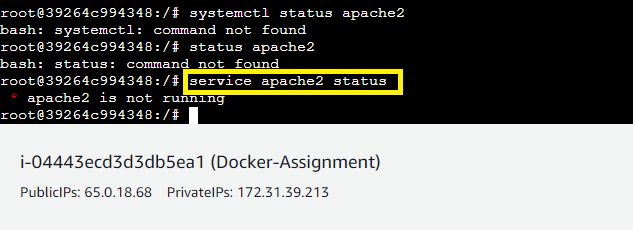 root@39264c994348:/# systemctl status apache2
bash: systemctl: command not found
root@39264c994348:/# status apache2
bash: status: command not found
root@39264c994348:/# service apache2 status
* apache2 is not running
root@39264c994348:/#
i-04443ecd3d3db5ea1 (Docker-Assignment)
PublicIPs: 65.0.18.68 PrivateIPs: 172.31.39.213